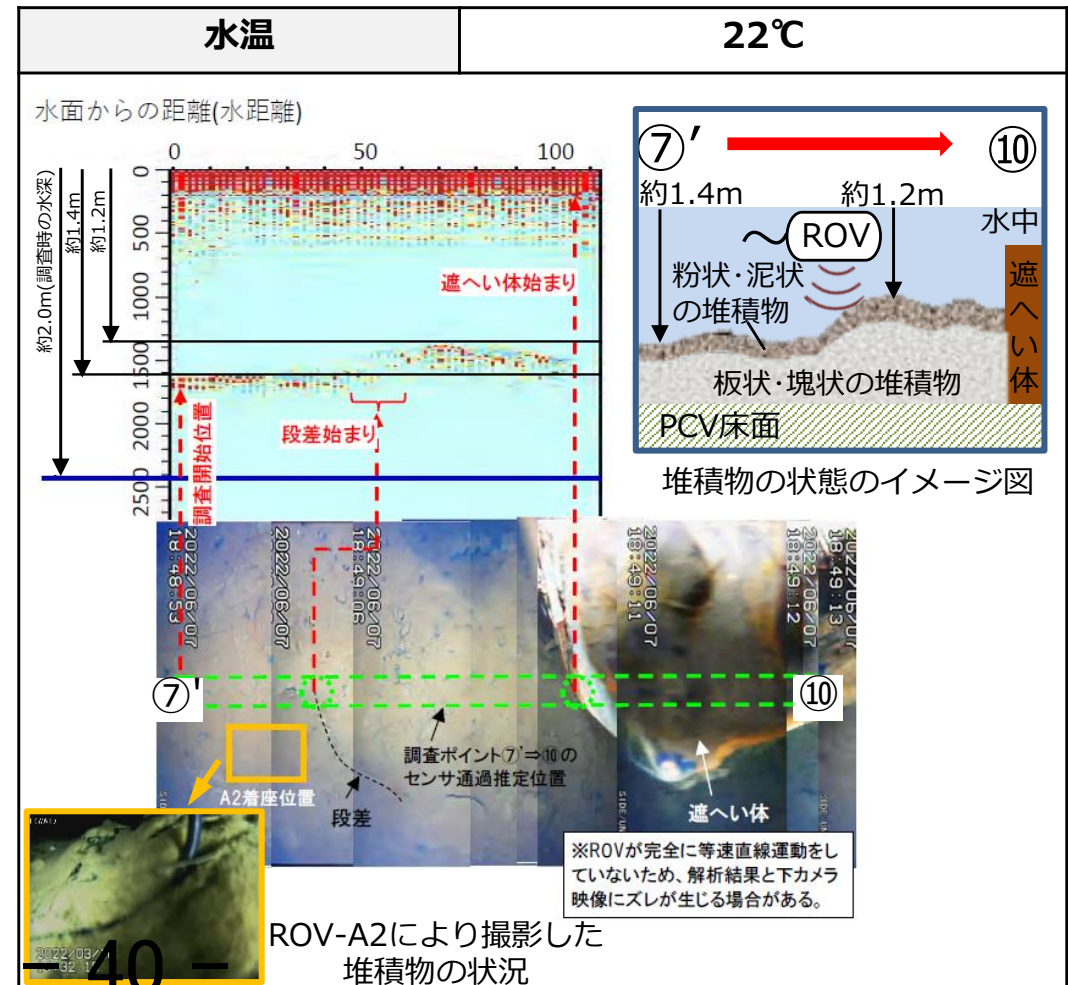 水温
22℃
水面からの距離(水距離)
0
50
100
0
500
1000
1500
2000
2500
約2.0m(調査時の水深)
約1.4m
約1.2m
遮へい体始まり
段差始まり
調査開始位置
⑦′
⑩
約1.4m
約1.2m
水中
ROV
粉状･泥状
の堆積物
板状･塊状の堆積物
遮へい体
PCV床面
堆積物の状態のイメージ図
2022/06/07
18:48:53
2022/06/07
2022/06/07
18:49:06
2022/06/07
18:49:11
2022/06/07
18:49:12
2022/06/07
18:49:13
⑦'
⑩
調査ポイント⑦'⇒⑩の
センサ通過推定位置
A2着座位置
段差
遮へい体
SIDE/UN
※ROVが完全に等速直線運動をし
ていないため、解析結果と下カメラ
映像にズレが生じる場合がある。
ROV-A2により撮影した
堆積物の状況
2022/03/
− 40 −